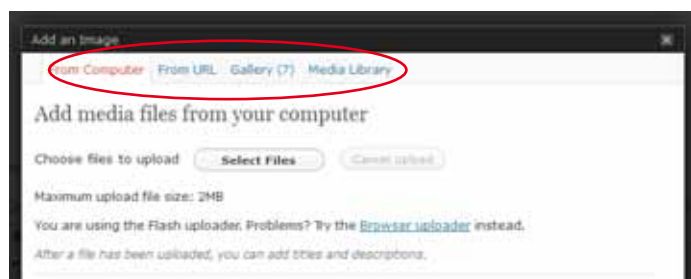 Add an Image
From Computer From URL Gallery (7) Media Library
Add media files from your computer
Choose files to upload Select Files Cancel Upload
Maximum upload file size: 2MB
You are using the Flash uploader. Problems? Try the Browser uploader instead.
After a file has been uploaded, you can add titles and descriptions.